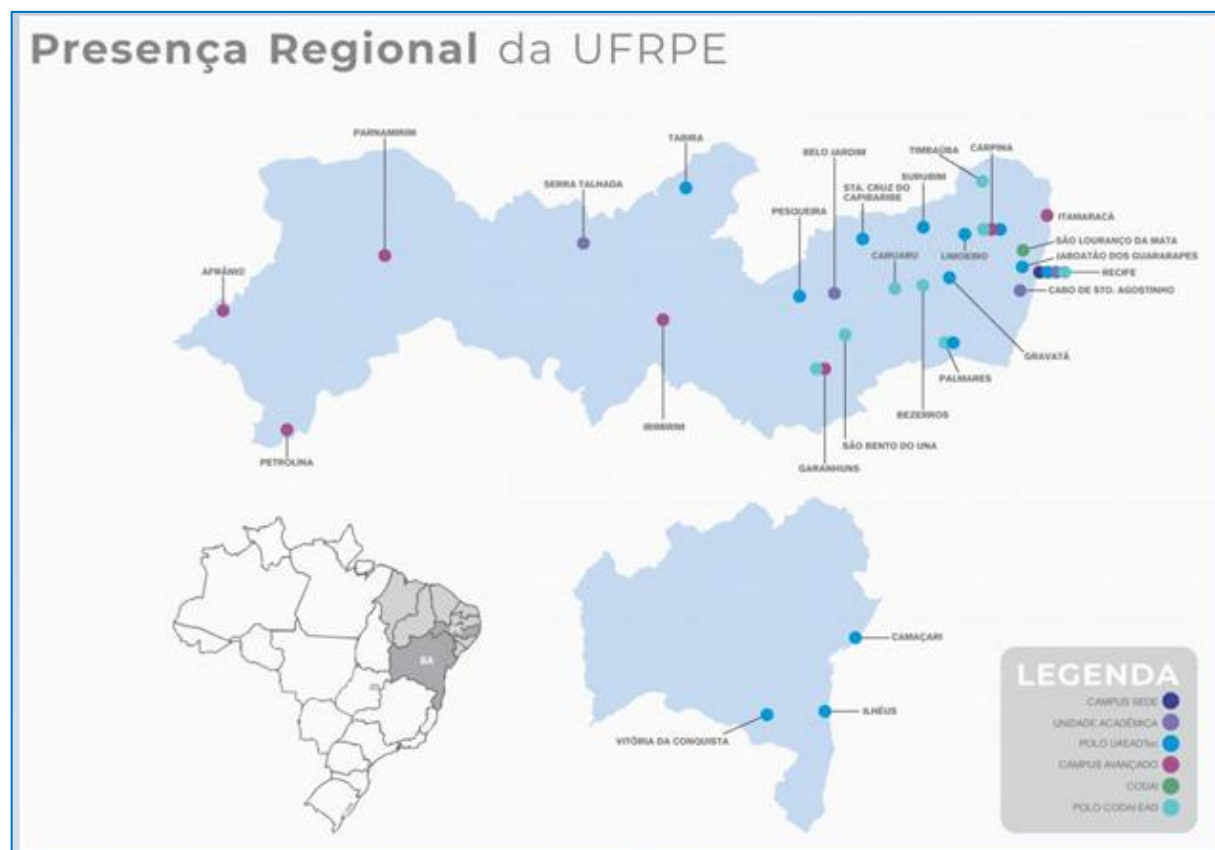 Presença Regional da UFRPE
PARNAMIRIM
TABIRA
BELO JARDIM
TIMBAÚBA
CARPINA
SERRA TALHADA
STA. CRUZ DO
CAPIBARIBE
SURUBIM
PESQUEIRA
ITAMARACÁ
SÃO LOURANÇO DA MATA
AFRÂNIO
CARUARU
LIMOEIRO
JABOATÃO DOS GUARARAPES
RECIFE
CABO DE STO. AGOSTINHO
GRAVATÁ
PALMARES
BEZERROS
IBIMIRIM
SÃO BENTO DO UNA
PETROLINA
GARANHUNS
BA
CAMAÇARI
ILHÉUS
VITÓRIA DA CONQUISTA
LEGENDA
CAMPUS SEDE
UNIDADE ACADÊMICA
POLO UAEADTec
CAMPUS AVANÇADO
CODAI
POLO CODAI-EAD